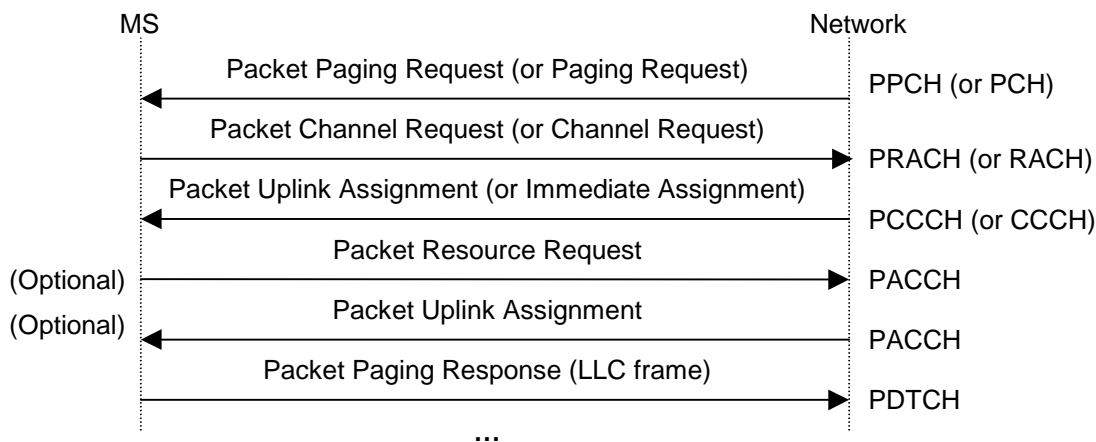 MS
Network
Packet Paging Request (or Paging Request)
PPCH (or PCH)
Packet Channel Request (or Channel Request)
PRACH (or RACH)
Packet Uplink Assignment (or Immediate Assignment)
PCCCH (or CCCH)
Packet Resource Request
(Optional)
PACCH
Packet Uplink Assignment
(Optional)
PACCH
Packet Paging Response (LLC frame)
PDTCH
...